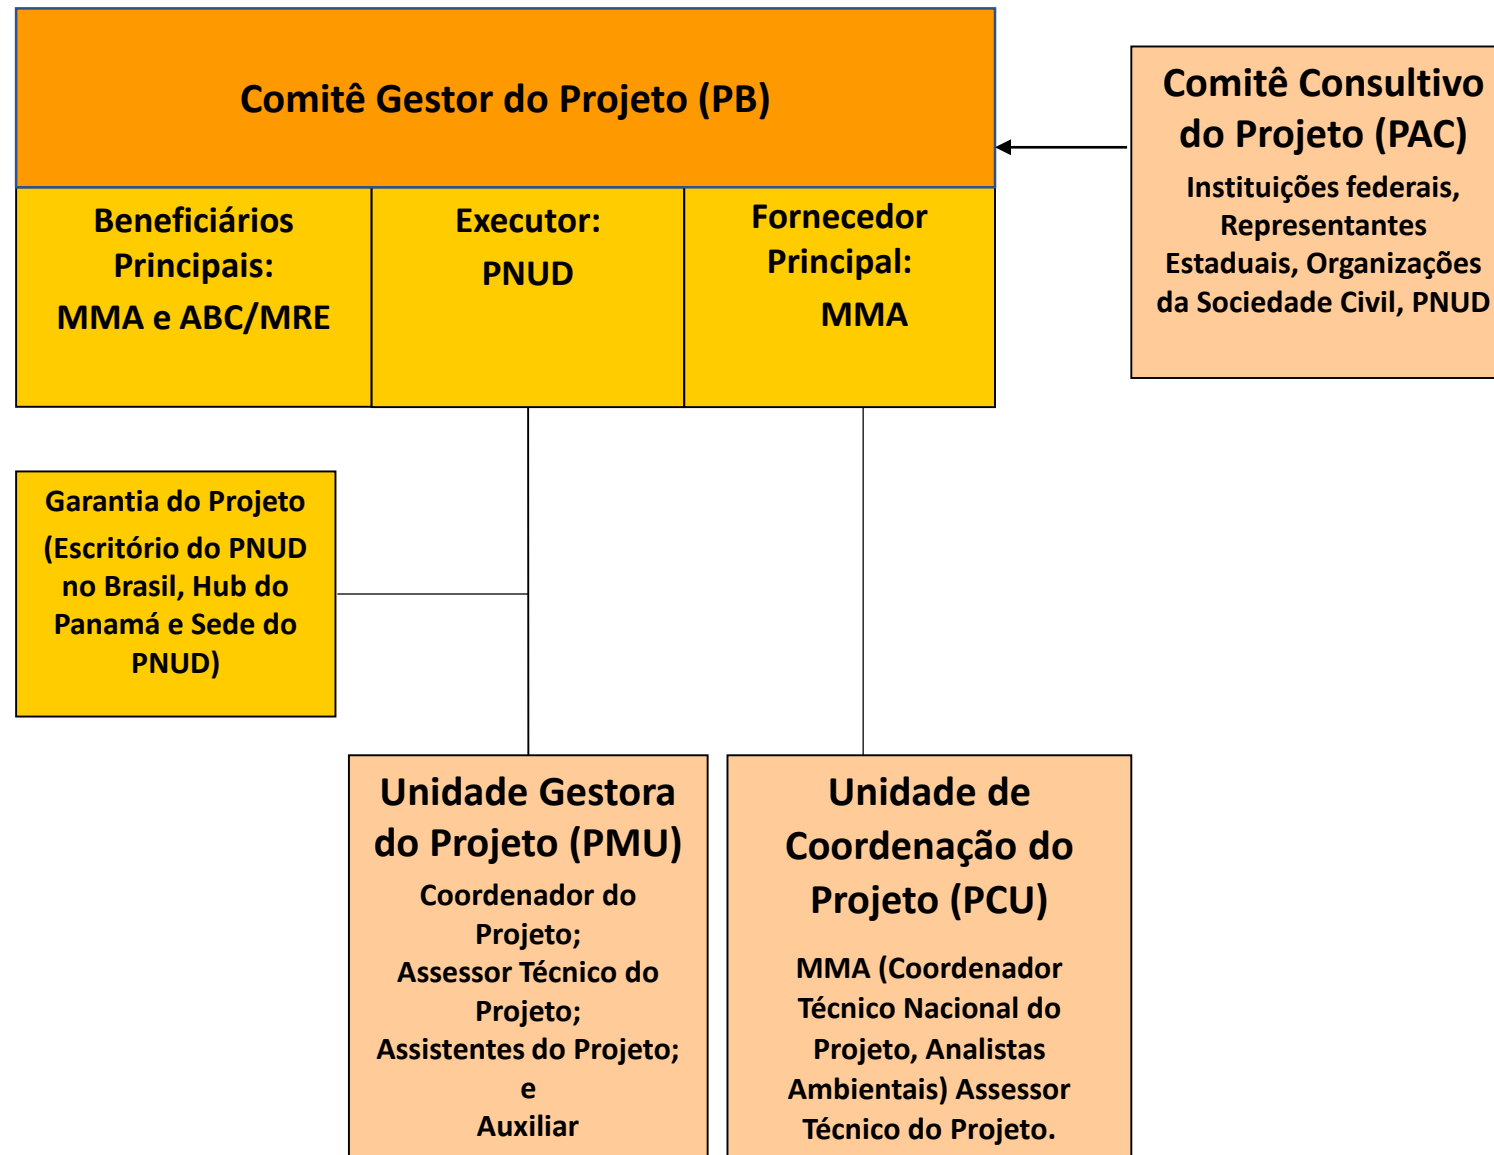 Comitê Gestor do Projeto (PB)
Comitê Consultivo
do Projeto (PAC)
Instituições federais,
Representantes
Estaduais, Organizações
da Sociedade Civil, PNUD
Beneficiários
Principais:
MMA e ABC/MRE
Executor:
PNUD
Fornecedor
Principal:
MMA
Garantia do Projeto
(Escritório do PNUD
no Brasil, Hub do
Panamá e Sede do
PNUD)
Unidade Gestora
do Projeto (PMU)
Coordenador do
Projeto;
Assessor Técnico do
Projeto;
Assistentes do Projeto;
e
Auxiliar
Unidade de
Coordenação do
Projeto (PCU)
MMA (Coordenador
Técnico Nacional do
Projeto, Analistas
Ambientais) Assessor
Técnico do Projeto.